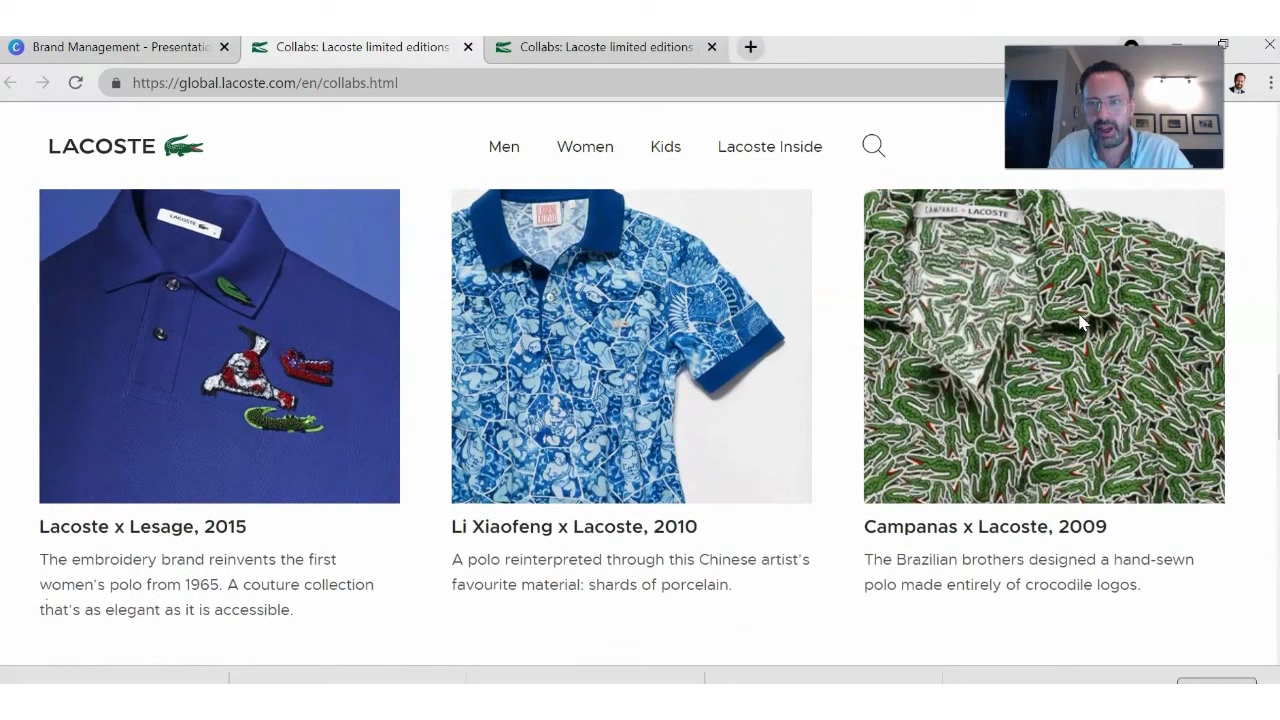 Brand Management - Presentatio
Collabs: Lacoste limited editions
Collabs: Lacoste limited editions
https://global.lacoste.com/en/collabs.html
LACOSTE
Men
Women
Kids
Lacoste Inside
LACOSTE
CAMPANAS + LACOSTE
Lacoste x Lesage, 2015
The embroidery brand reinvents the first
women's polo from 1965. A couture collection
that's as elegant as it is accessible.
Li Xiaofeng x Lacoste, 2010
A polo reinterpreted through this Chinese artist's
favourite material: shards of porcelain.
Campanas x Lacoste, 2009
The Brazilian brothers designed a hand-sewn
polo made entirely of crocodile logos.